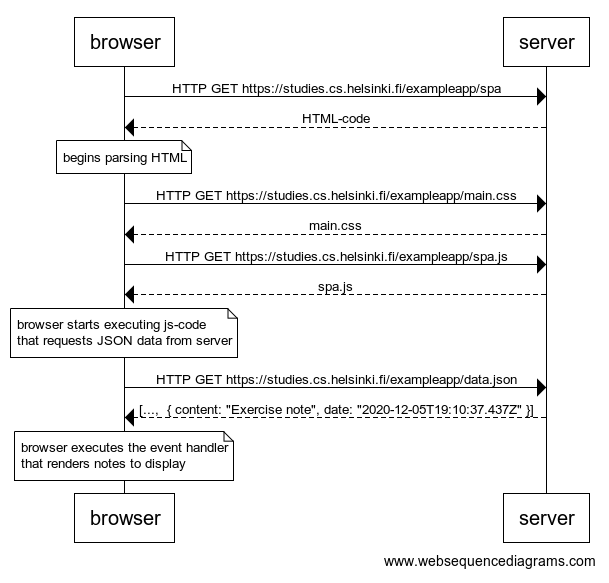 browser
server
HTTP GET https://studies.cs.helsinki.fi/exampleapp/spa
HTML-code
begins parsing HTML
HTTP GET https://studies.cs.helsinki.fi/exampleapp/main.css
main.css
HTTP GET https://studies.cs.helsinki.fi/exampleapp/spa.js
spa.js
browser starts executing js-code
that requests JSON data from server
HTTP GET https://studies.cs.helsinki.fi/exampleapp/data.json
[...,  { content: "Exercise note", date: "2020-12-05T19:10:37.437Z" }]
browser executes the event handler
that renders notes to display
browser
server
www.websequencediagrams.com